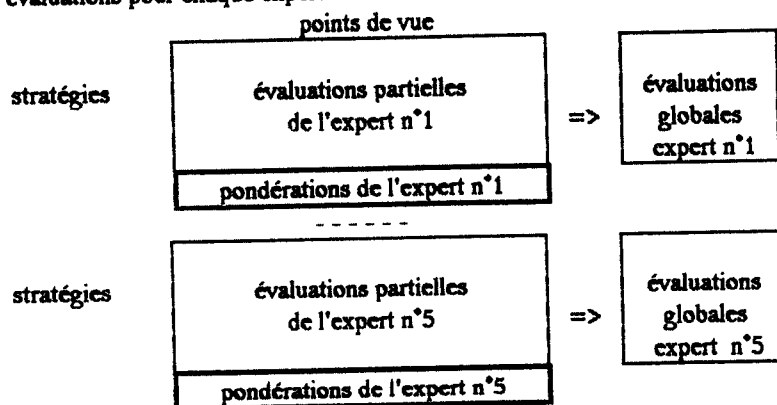 évaluations pour chaque
points de vue
stratégies
évaluations partielles
de l'expert n°1
=>
évaluations
globales
expert n°1
pondérations de l'expert n°1
- - - - - -
stratégies
évaluations partielles
de l'expert n°5
=>
évaluations
globales
expert n°5
pondérations de l'expert n°5